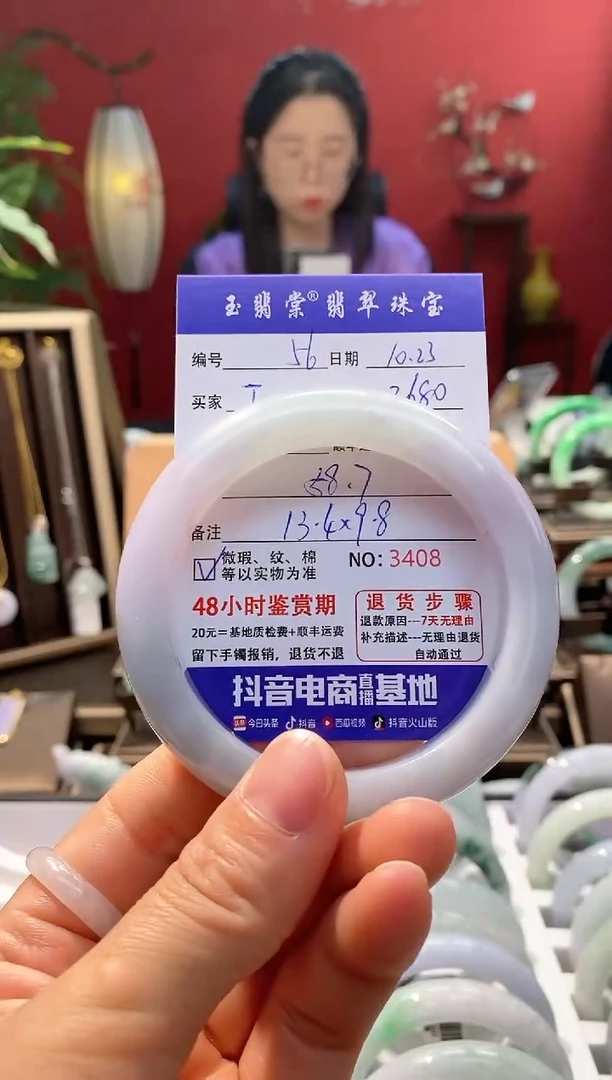 玉翡棠® 翡翠珠宝
编号 56 日期 10.23
买家 2680
58.7
备注 13.4×9.8
微瑕、纹、棉
等以实物为准
NO: 3408
48小时鉴赏期
20元=基地质检费+顺丰运费
留下手镯报销，退货不退
退货步骤
退款原因---7天无理由
补充描述---无理由退货
自动通过
抖音电商直播基地
头条 今日头条 抖音 西瓜视频 抖音火山版